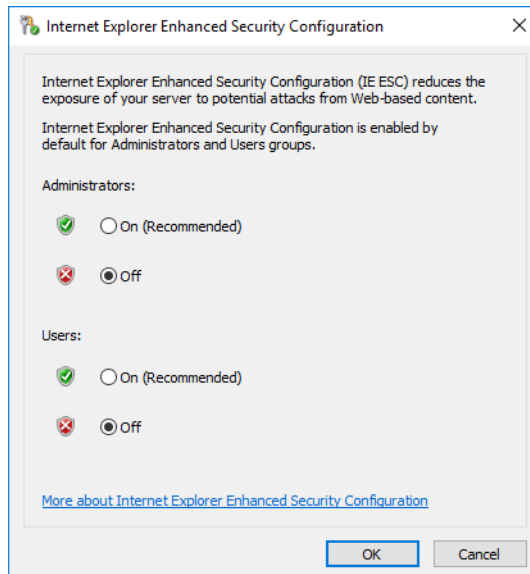 Internet Explorer Enhanced Security Configuration
Internet Explorer Enhanced Security Configuration (IE ESC) reduces the
exposure of your server to potential attacks from Web-based content.
Internet Explorer Enhanced Security Configuration is enabled by
default for Administrators and Users groups.
Administrators:
On (Recommended)
Off
Users:
On (Recommended)
Off
More about Internet Explorer Enhanced Security Configuration
OK Cancel